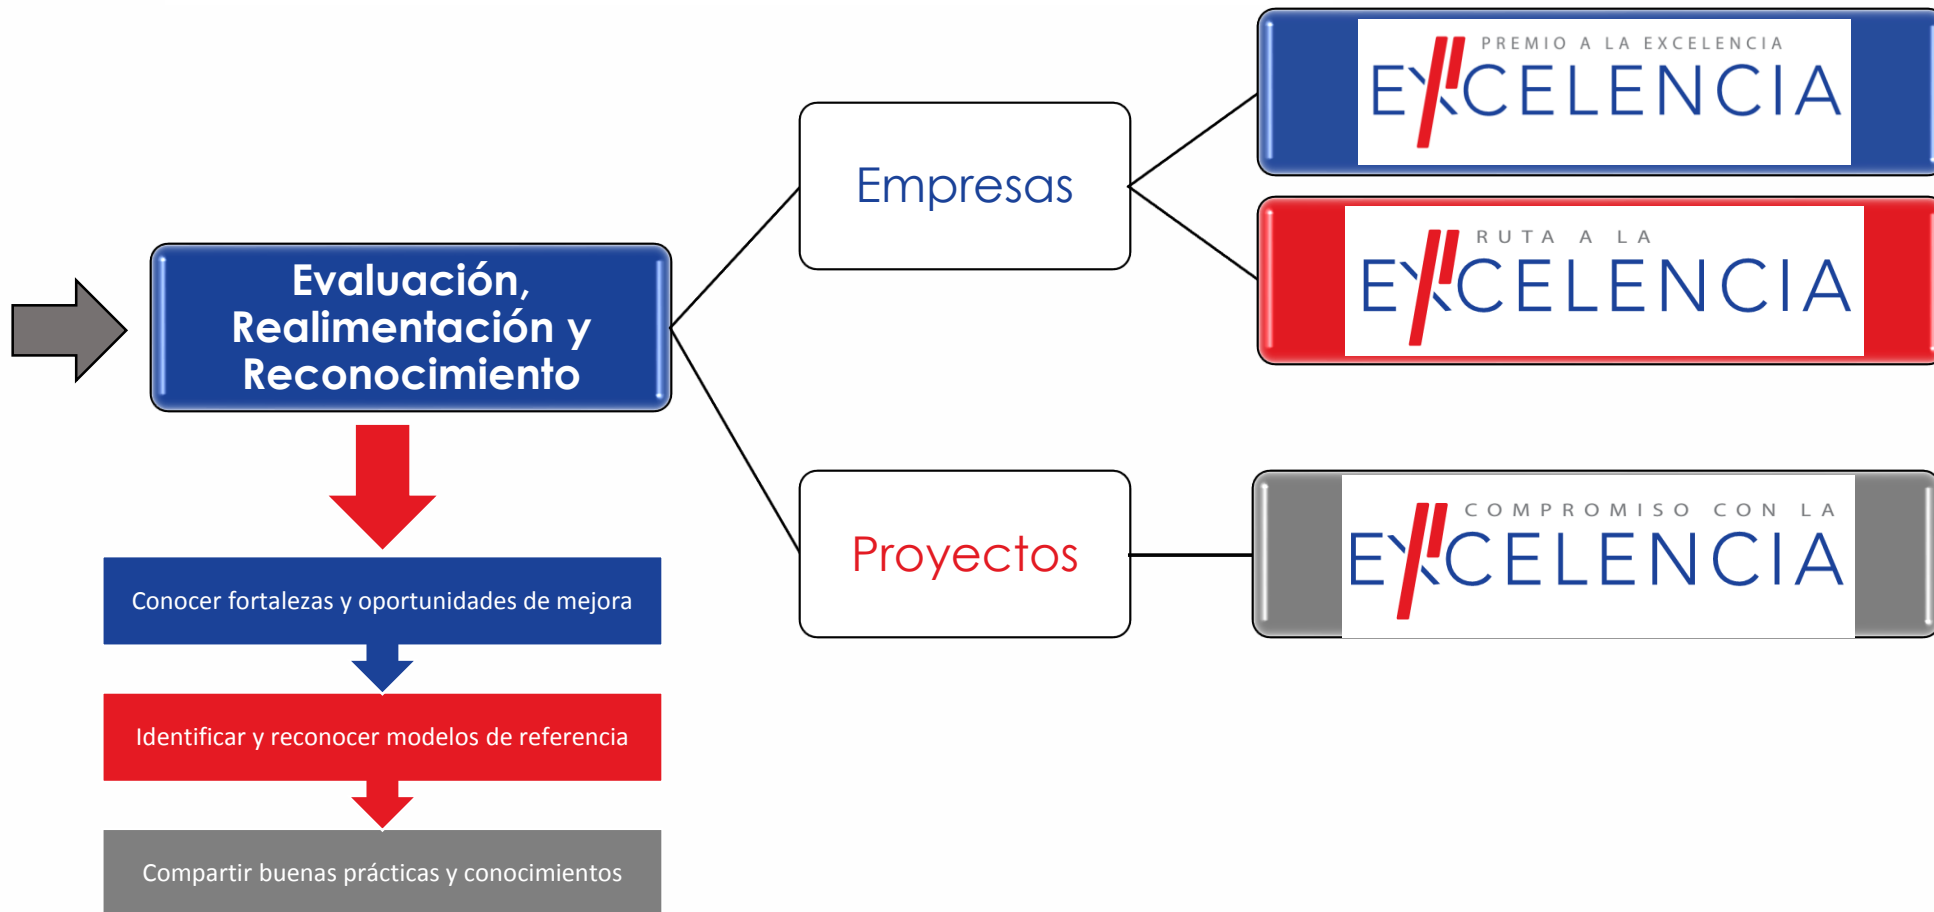 PREMIO A LA EXCELENCIA
EXCELENCIA
Empresas
RUTA A LA
EXCELENCIA
Evaluación,
Realimentación y
Reconocimiento
Proyectos
COMPROMISO CON LA
EXCELENCIA
Conocer fortalezas y oportunidades de mejora
Identificar y reconocer modelos de referencia
Compartir buenas prácticas y conocimientos